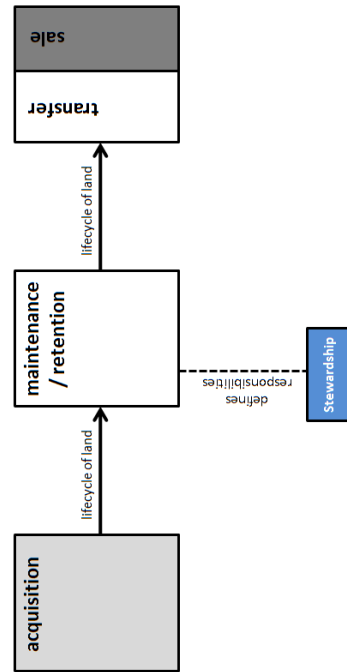 acquisition
lifecycle of land
maintenance
/ retention
lifecycle of land
transfer
sale
defines
responsibilities
Stewardship